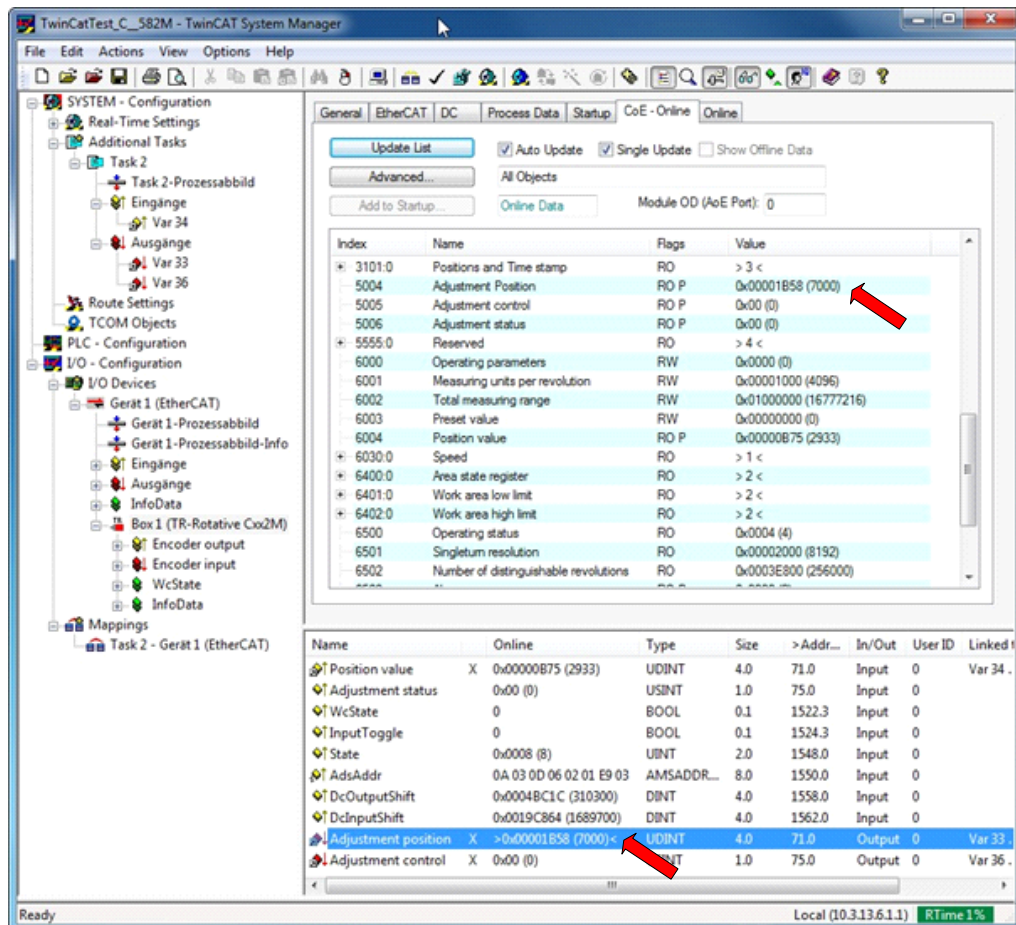 TwinCatTest_C__582M - TwinCAT System Manager
File Edit Actions View Options Help
SYSTEM - Configuration
Real-Time Settings
Additional Tasks
Task 2
Task 2-Prozessabbild
Eingänge
Var 34
Ausgänge
Var 33
Var 36
Route Settings
TCOM Objects
PLC - Configuration
I/O - Configuration
I/O Devices
Gerät 1 (EtherCAT)
Gerät 1-Prozessabbild
Gerät 1-Prozessabbild-Info
Eingänge
Ausgänge
InfoData
Box 1 (TR-Rotative Cxx2M)
Encoder output
Encoder input
WcState
InfoData
Mappings
Task 2 - Gerät 1 (EtherCAT)
General EtherCAT DC Process Data Startup CoE - Online Online
Update List Auto Update Single Update Show Offline Data
Advanced... All Objects
Add to Startup... Online Data Module OD (AoE Port): 0
Index Name Flags Value
3101:0 Positions and Time stamp RO > 3 <
5004 Adjustment Position RO P 0x00001B58 (7000)
5005 Adjustment control RO P 0x00 (0)
5006 Adjustment status RO P 0x00 (0)
5555:0 Reserved RO > 4 <
6000 Operating parameters RW 0x0000 (0)
6001 Measuring units per revolution RW 0x00001000 (4096)
6002 Total measuring range RW 0x01000000 (16777216)
6003 Preset value RW 0x00000000 (0)
6004 Position value RO P 0x00000B75 (2933)
6030:0 Speed RO > 1 <
6400:0 Area state register RO > 2 <
6401:0 Work area low limit RO > 2 <
6402:0 Work area high limit RO > 2 <
6500 Operating status RO 0x0004 (4)
6501 Singleturn resolution RO 0x00002000 (8192)
6502 Number of distinguishable revolutions RO 0x0003E800 (256000)
Name Online Type Size >Addr... In/Out User ID Linked
Position value X 0x00000B75 (2933) UDINT 4.0 71.0 Input 0 Var 34 .
Adjustment status 0x00 (0) USINT 1.0 75.0 Input 0
WcState 0 BOOL 0.1 1522.3 Input 0
InputToggle 0 BOOL 0.1 1524.3 Input 0
State 0x0008 (8) UINT 2.0 1548.0 Input 0
AdsAddr 0A 03 0D 06 02 01 E9 03 AMSADDR... 8.0 1550.0 Input 0
DcOutputShift 0x0004BC1C (310300) DINT 4.0 1558.0 Input 0
DcInputShift 0x0019C864 (1689700) DINT 4.0 1562.0 Input 0
Adjustment position X >0x00001B58 (7000)< UDINT 4.0 71.0 Output 0 Var 33 .
Adjustment control X 0x00 (0) 1.0 75.0 Output 0 Var 36 .
Ready Local (10.3.13.6.1.1) RTime 1%